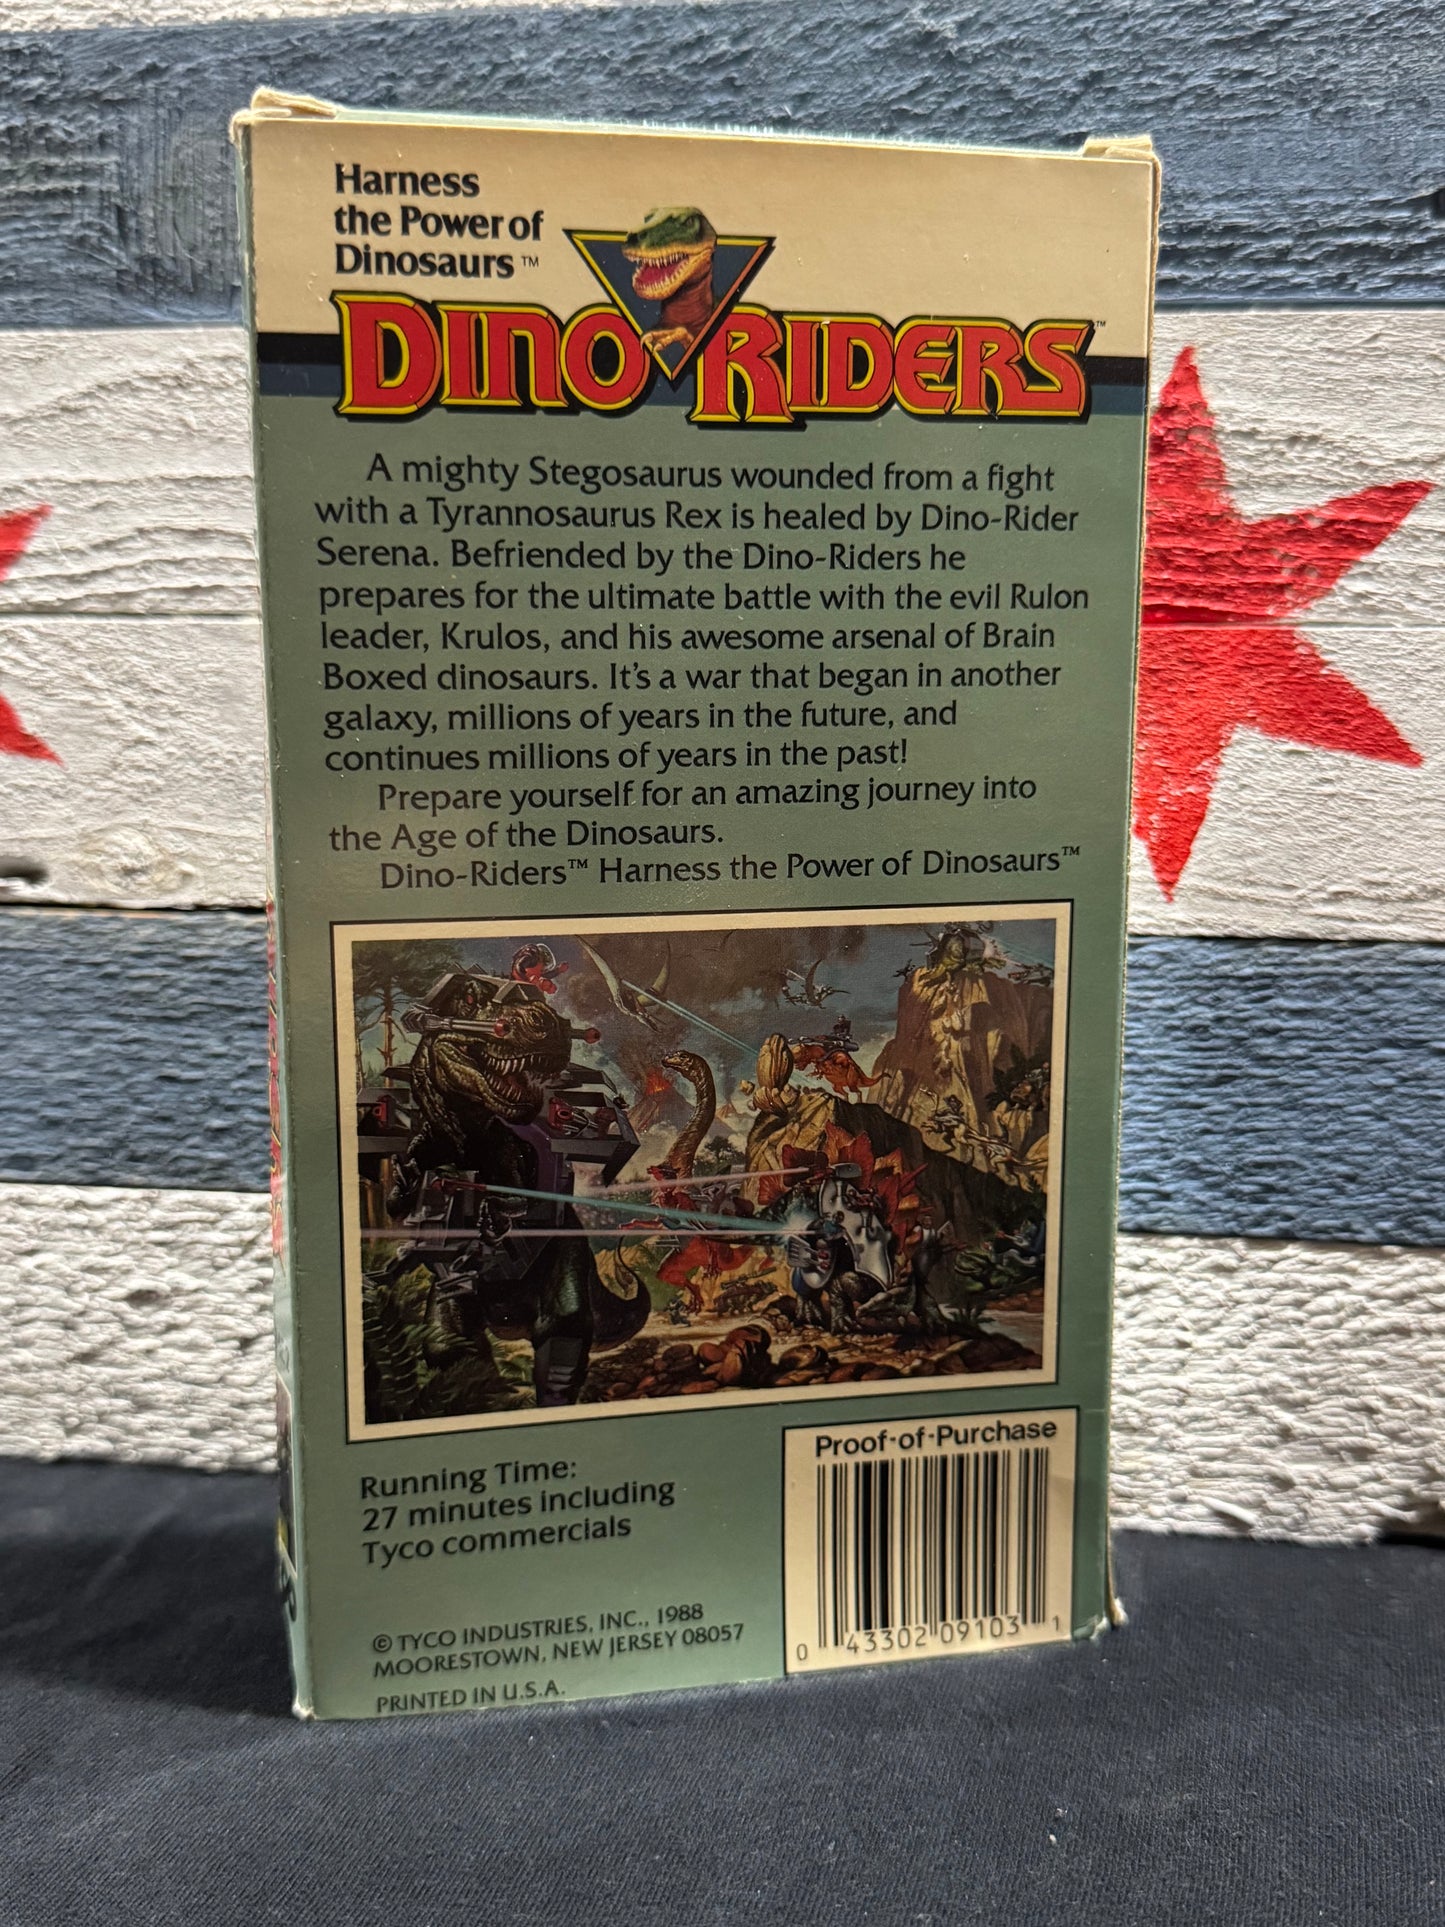 Harness
the Power of
Dinosaurs™
DINO RIDERS™
A mighty Stegosaurus wounded from a fight
with a Tyrannosaurus Rex is healed by Dino-Rider
Serena. Befriended by the Dino-Riders he
prepares for the ultimate battle with the evil Rulon
leader, Krulos, and his awesome arsenal of Brain
Boxed dinosaurs. It's a war that began in another
galaxy, millions of years in the future, and
continues millions of years in the past!
Prepare yourself for an amazing journey into
the Age of the Dinosaurs.
Dino-Riders™ Harness the Power of Dinosaurs™
Running Time:
27 minutes including
Tyco commercials
© TYCO INDUSTRIES, INC., 1988
MOORESTOWN, NEW JERSEY 08057
PRINTED IN U.S.A.
Proof-of-Purchase
0 43302 09103 1